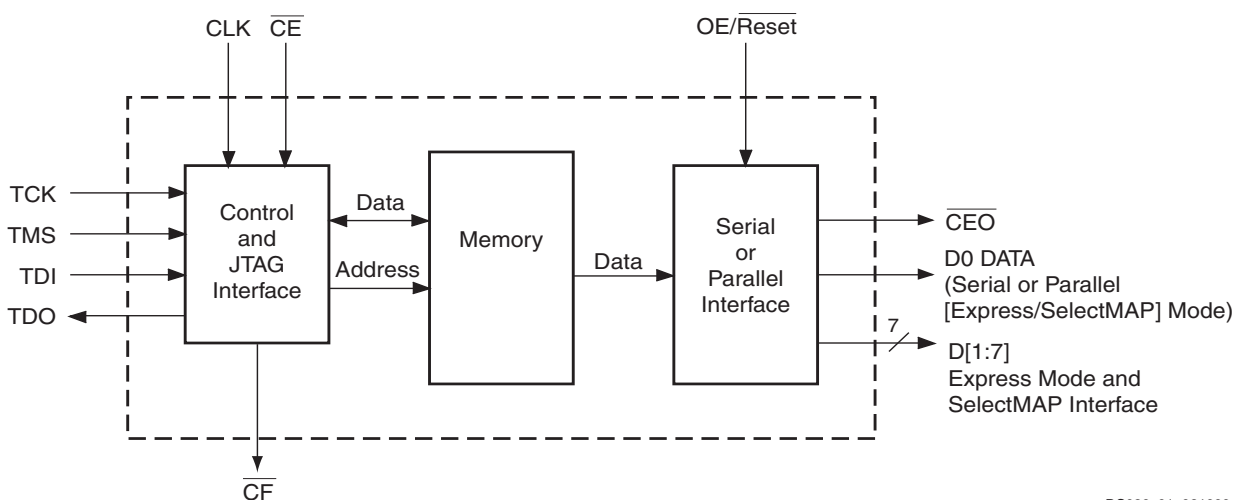 CLK CE
OE/Reset
TCK
TMS
TDI
TDO
Control
and
JTAG
Interface
Data
Address
Memory
Data
Serial
or
Parallel
Interface
CEO
D0 DATA
(Serial or Parallel
[Express/SelectMAP] Mode)
7
D[1:7]
Express Mode and
SelectMAP Interface
CF